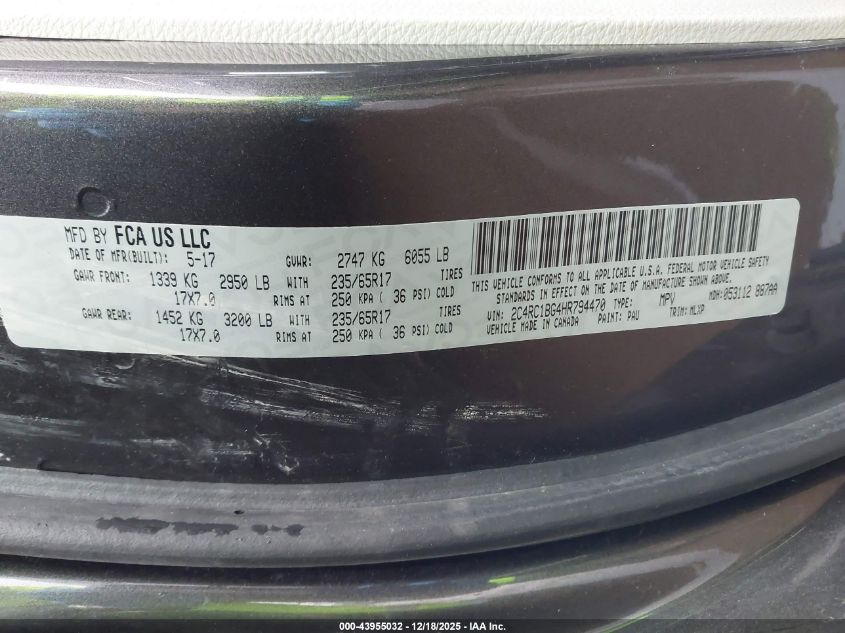 MFD BY FCA US LLC
DATE OF MFR(BUILT): 5-17 GVWR: 2747 KG 6055 LB
GAWR FRONT: 1339 KG 2950 LB WITH 235/65R17 TIRES
17X7.0 RIMS AT 250 KPA ( 36 PSI) COLD
GAWR REAR: 1452 KG 3200 LB WITH 235/65R17 TIRES
17X7.0 RIMS AT 250 KPA ( 36 PSI) COLD
THIS VEHICLE CONFORMS TO ALL APPLICABLE U.S.A. FEDERAL MOTOR VEHICLE SAFETY
STANDARDS IN EFFECT ON THE DATE OF MANUFACTURE SHOWN ABOVE.
VIN: 2C4RC1BG4HR794470 TYPE: MPV MDH: 053112 887AA
VEHICLE MADE IN CANADA PAINT: PAU TRIM: MLXP
000-43955032 - 12/18/2025 - IAA Inc.